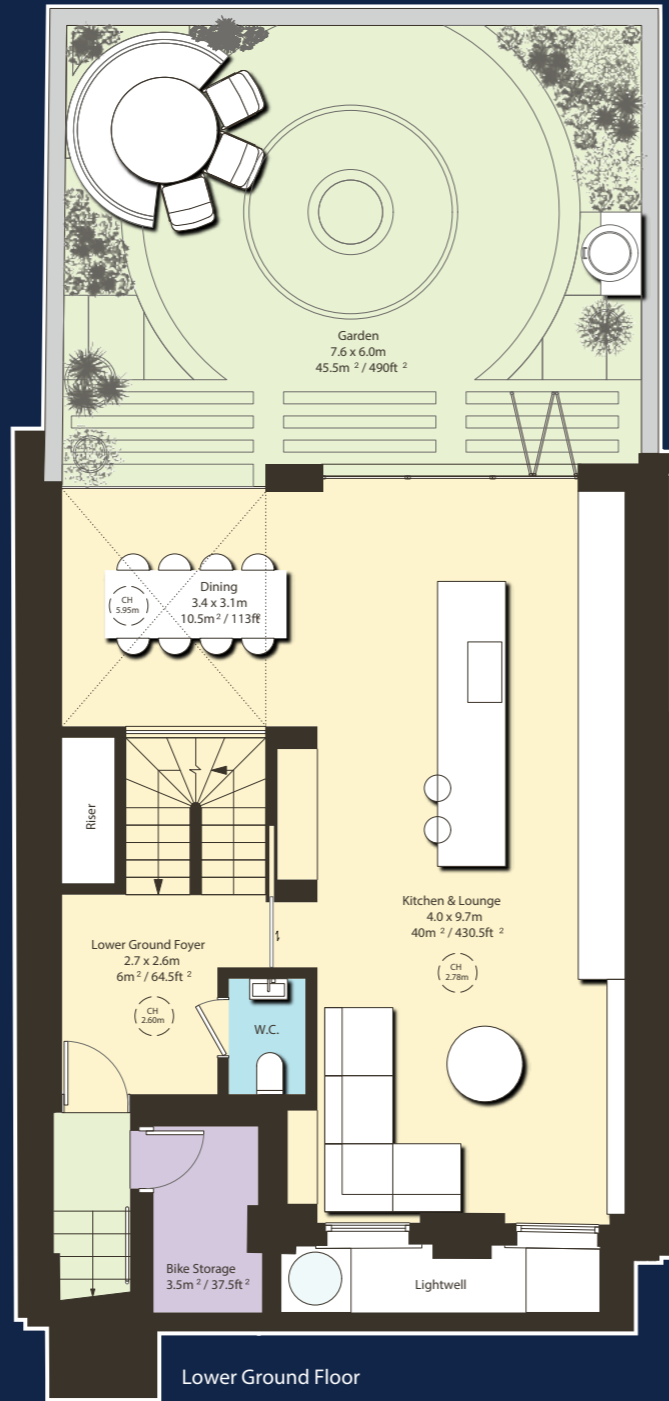 Garden
7.6 x 6.0m
45.5m ² / 490ft ²
CH
5.95m
Dining
3.4 x 3.1m
10.5m² / 113ft²
Riser
Kitchen & Lounge
4.0 x 9.7m
40m ² / 430.5ft ²
CH
2.78m
Lower Ground Foyer
2.7 x 2.6m
6m ² / 64.5ft ²
CH
2.60m
W.C.
Bike Storage
3.5m ² / 37.5ft ²
Lightwell
Lower Ground Floor